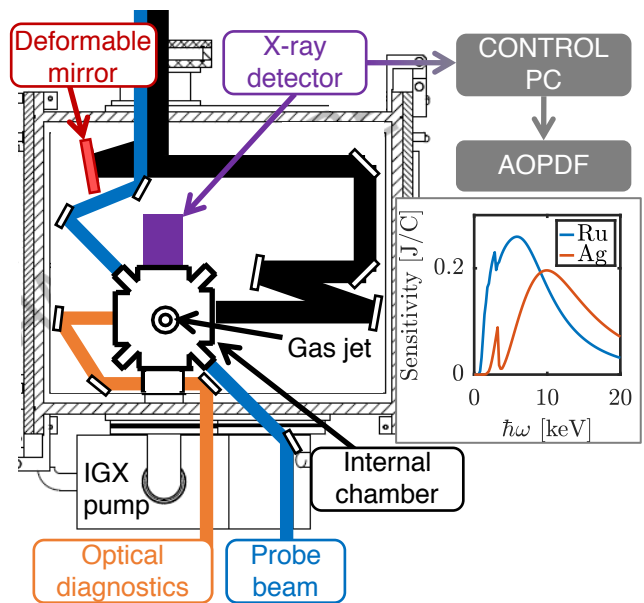 Deformable
mirror
X-ray
detector
CONTROL
PC
AOPDF
Sensitivity [J/C]
0.2
0
Ru
Ag
0
10
20
ħω [keV]
Gas jet
IGX
pump
Internal
chamber
Optical
diagnostics
Probe
beam